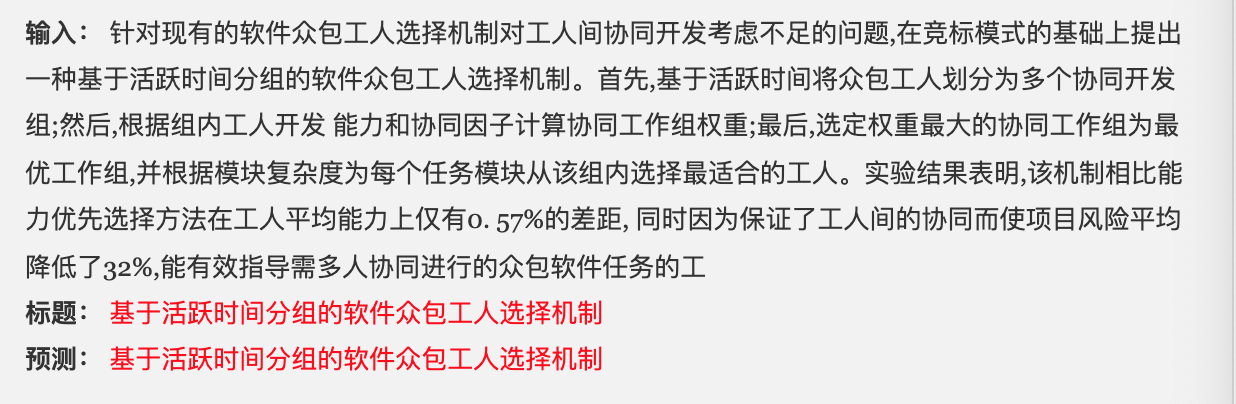 输入： 针对现有的软件众包工人选择机制对工人间协同开发考虑不足的问题,在竞标模式的基础上提出
一种基于活跃时间分组的软件众包工人选择机制。首先,基于活跃时间将众包工人划分为多个协同开发
组;然后,根据组内工人开发 能力和协同因子计算协同工作组权重;最后,选定权重最大的协同工作组为最
优工作组,并根据模块复杂度为每个任务模块从该组内选择最适合的工人。实验结果表明,该机制相比能
力优先选择方法在工人平均能力上仅有0. 57%的差距, 同时因为保证了工人间的协同而使项目风险平均
降低了32%,能有效指导需多人协同进行的众包软件任务的工
标题： 基于活跃时间分组的软件众包工人选择机制
预测： 基于活跃时间分组的软件众包工人选择机制